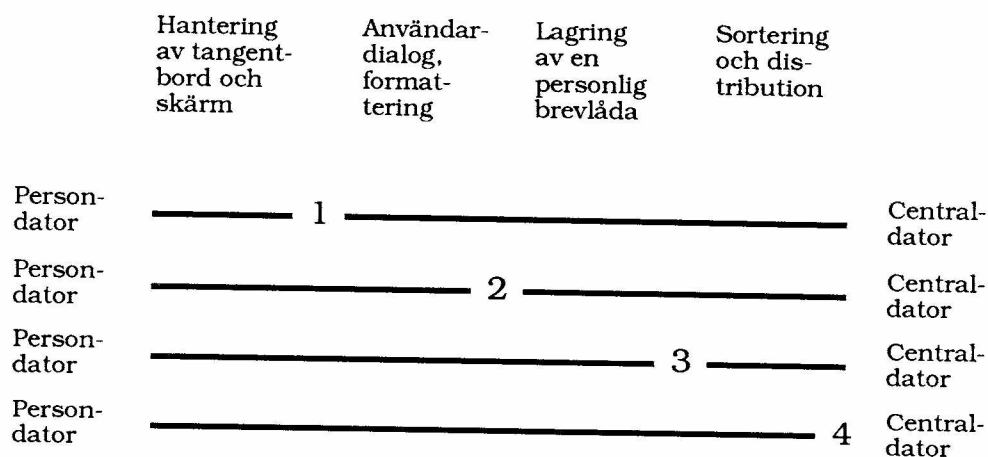 Hantering
av tangent-
bord och
skärm
Användar-
dialog,
format-
tering
Lagring
av en
personlig
brevlåda
Sortering
och dis-
tribution
Person-
dator
1
Central-
dator
Person-
dator
2
Central-
dator
Person-
dator
3
Central-
dator
Person-
dator
4
Central-
dator